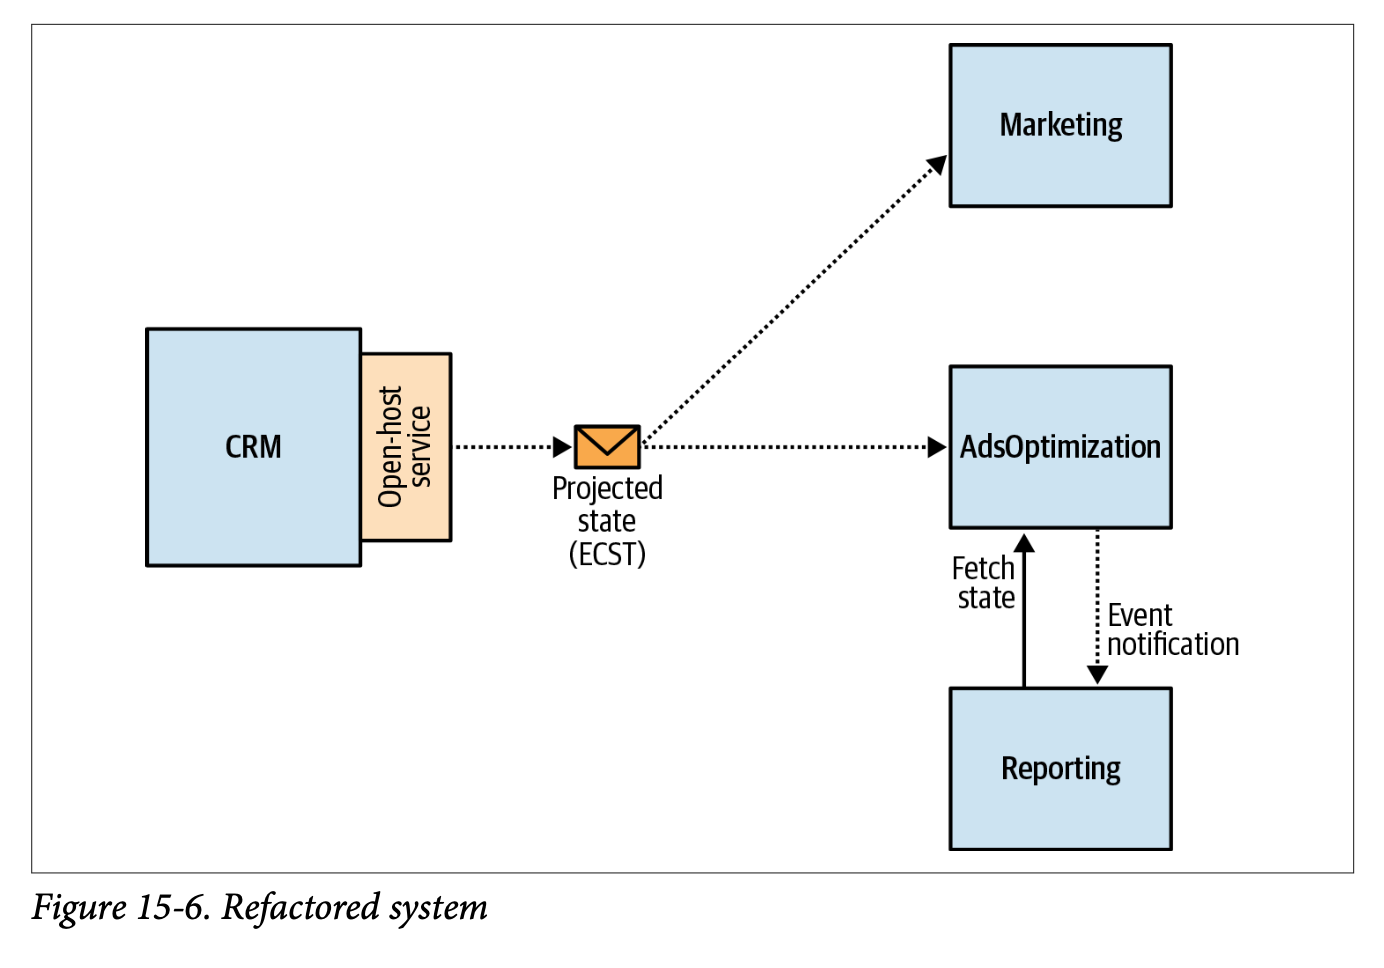 Marketing
CRM
Open-host
service
Projected
state
(ECST)
AdsOptimization
Fetch
state
Event
notification
Reporting
Figure 15-6. Refactored system